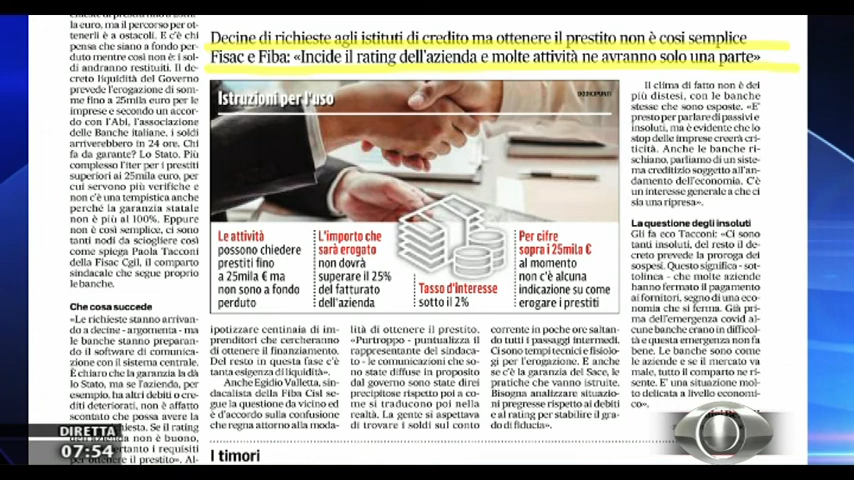 la euro, ma il percorso per ot-
tenerli è a ostacoli. E c'è chi
pensa che siano a fondo per-
duto mentre così non è: i sol-
di andranno restituiti. Il de-
creto liquidità del Governo
prevede l'erogazione di som-
me fino a 25mila euro per le
imprese e secondo un accor-
do con l'Abi, l'associazione
delle Banche italiane, i soldi
arriverebbero in 24 ore. Chi
fa da garante? Lo Stato. Più
complesso l'iter per i prestiti
superiori ai 25mila euro, per
cui servono più verifiche e
non c'è una tempistica anche
perché la garanzia statale
non è più al 100%. Eppure
non è così semplice, ci sono
tanti nodi da sciogliere così
come spiega Paola Tacconi
della Fisac Cgil, il comparto
sindacale che segue proprio
le banche.
Che cosa succede
«Le richieste stanno arrivan-
do a decine - argomenta - ma
le banche stanno preparan-
do il software di comunica-
zione con il sistema centrale.
È chiaro che la garanzia la dà
lo Stato, ma se l'azienda, per
esempio, ha altri debiti o cre-
diti deteriorati, non è affatto
scontato che possa avere la
Se il rating
non è buono,
i requisiti
il prestito». Al-
Decine di richieste agli istituti di credito ma ottenere il prestito non è così semplice
Fisac e Fiba: «Incide il rating dell'azienda e molte attività ne avranno solo una parte»
Istruzioni per l'uso
Le attività
possono chiedere
prestiti fino
a 25mila € ma
non sono a fondo
perduto
L'importo che
sarà erogato
non dovrà
superare il 25%
del fatturato
dell'azienda
Tasso d'interesse
sotto il 2%
Per cifre
sopra i 25mila €
al momento
non c'è alcuna
indicazione su come
erogare i prestiti
ipotizzare centinaia di im-
prenditori che cercheranno
di ottenere il finanziamento.
Del resto in questa fase c'è
tanta esigenza di liquidità».
Anche Egidio Valletta, sin-
dacalista della Fiba Cisl se-
gue la questione da vicino ed
è d'accordo sulla confusione
che regna attorno alla moda-
lità di ottenere il prestito.
«Purtroppo - puntualizza il
rappresentante del sindaca-
to - le comunicazioni che so-
no state diffuse in proposito
dal governo sono state direi
precipitose rispetto poi a co-
me si traducono poi nella
realtà. La gente si aspettava
di trovare i soldi sul conto
corrente in poche ore saltan-
do tutti i passaggi intermedi.
Ci sono tempi tecnici e fisiolo-
gi per l'erogazione. E anche
se c'è la garanzia del Sace, le
pratiche che vanno istruite.
Bisogna analizzare situazio-
ni pregresse rispetto ai debiti
e al rating per stabilire il gra-
do di fiducia».
I timori
Il clima di fatto non è dei
più distesi, con le banche
stesse che sono esposte. «E'
presto per parlare di passivi e
insoluti, ma è evidente che lo
stop delle imprese creerà cri-
ticità. Anche le banche ri-
schiano, parliamo di un siste-
ma creditizio soggetto all'an-
damento dell'economia. C'è
un interesse generale a che ci
sia una ripresa».
La questione degli insoluti
Gli fa eco Tacconi: «Ci sono
tanti insoluti, del resto il de-
creto prevede la proroga dei
sospesi. Questo significa - sot-
tolinea - che molte aziende
hanno fermato il pagamento
ai fornitori, segno di una eco-
nomia che si ferma. Già pri-
ma dell'emergenza covid al-
cune banche erano in difficol-
tà e questa emergenza non fa
bene. Le banche sono come
le aziende e se il mercato va
male, tutto il comparto ne ri-
sente. E' una situazione mol-
to delicata a livello economi-
co».
DIRETTA
07:54